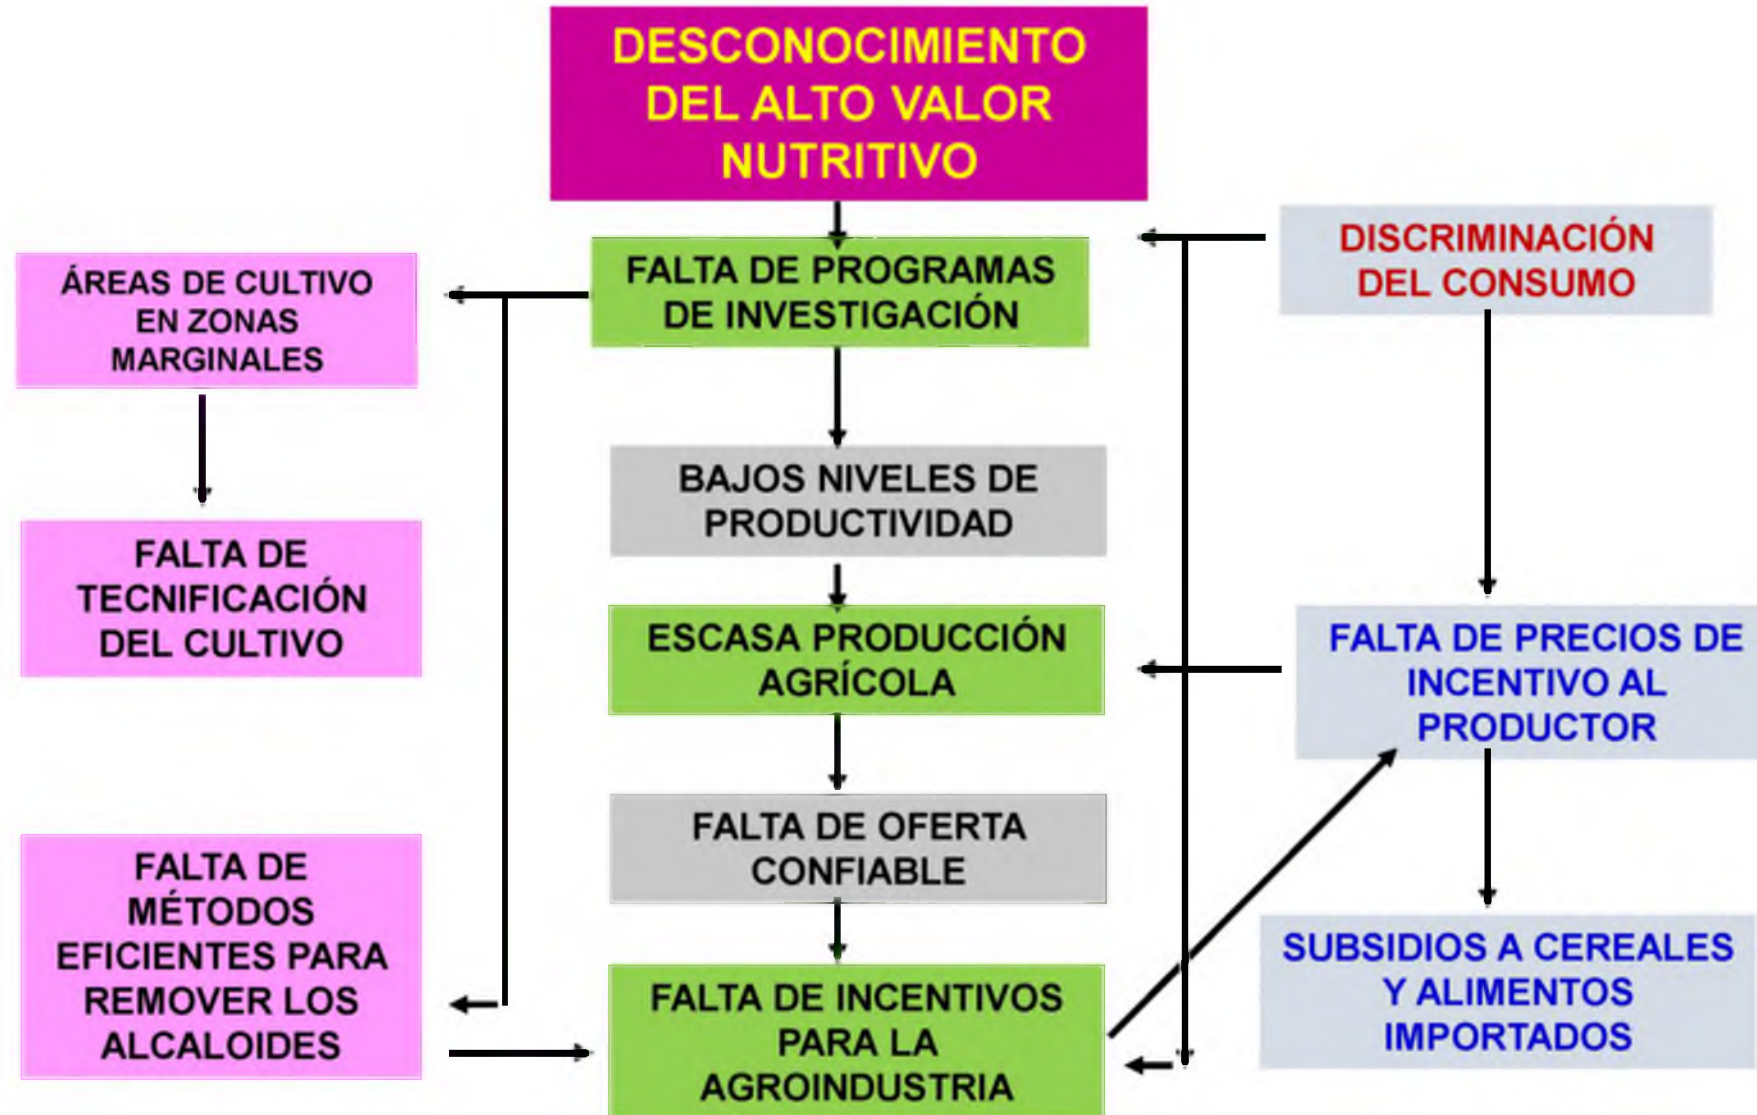 DESCONOCIMIENTO
DEL ALTO VALOR
NUTRITIVO
DISCRIMINACIÓN
DEL CONSUMO
ÁREAS DE CULTIVO
EN ZONAS
MARGINALES
FALTA DE PROGRAMAS
DE INVESTIGACIÓN
BAJOS NIVELES DE
PRODUCTIVIDAD
FALTA DE
TECNIFICACIÓN
DEL CULTIVO
ESCASA PRODUCCIÓN
AGRÍCOLA
FALTA DE PRECIOS DE
INCENTIVO AL
PRODUCTOR
FALTA DE OFERTA
CONFIABLE
FALTA DE
MÉTODOS
EFICIENTES PARA
REMOVER LOS
ALCALOIDES
FALTA DE INCENTIVOS
PARA LA
AGROINDUSTRIA
SUBSIDIOS A CEREALES
Y ALIMENTOS
IMPORTADOS